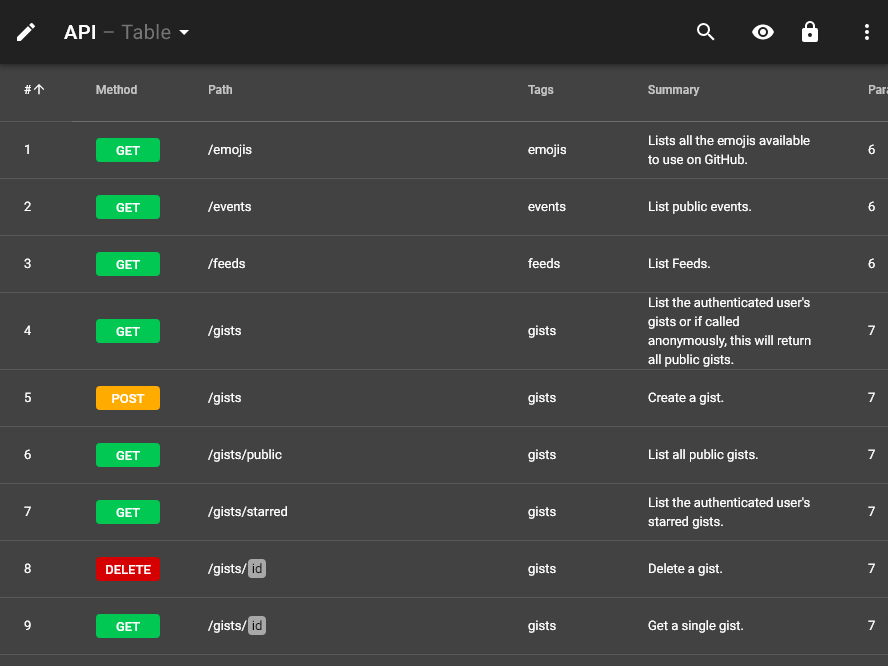 API – Table
# Method Path Tags Summary Para
1 GET /emojis emojis Lists all the emojis available 6
to use on GitHub.
2 GET /events events List public events. 6
3 GET /feeds feeds List Feeds. 6
4 GET /gists gists List the authenticated user's 7
gists or if called
anonymously, this will return
all public gists.
5 POST /gists gists Create a gist. 7
6 GET /gists/public gists List all public gists. 7
7 GET /gists/starred gists List the authenticated user's 7
starred gists.
8 DELETE /gists/id gists Delete a gist. 7
9 GET /gists/id gists Get a single gist. 7